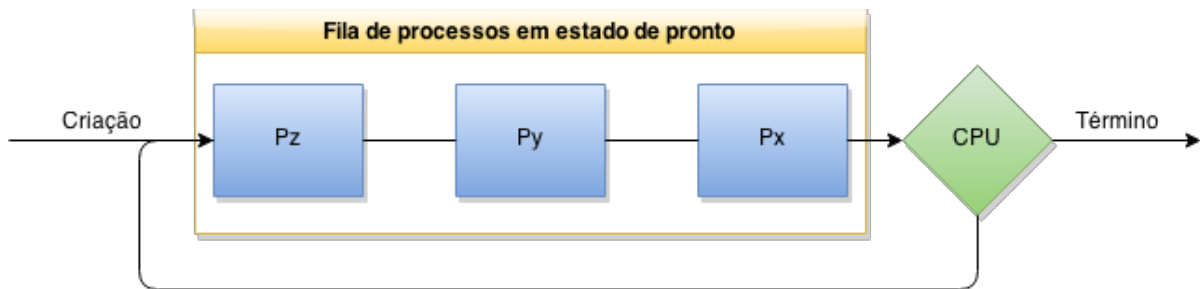 Fila de processos em estado de pronto
Criação
Pz
Py
Px
CPU
Término